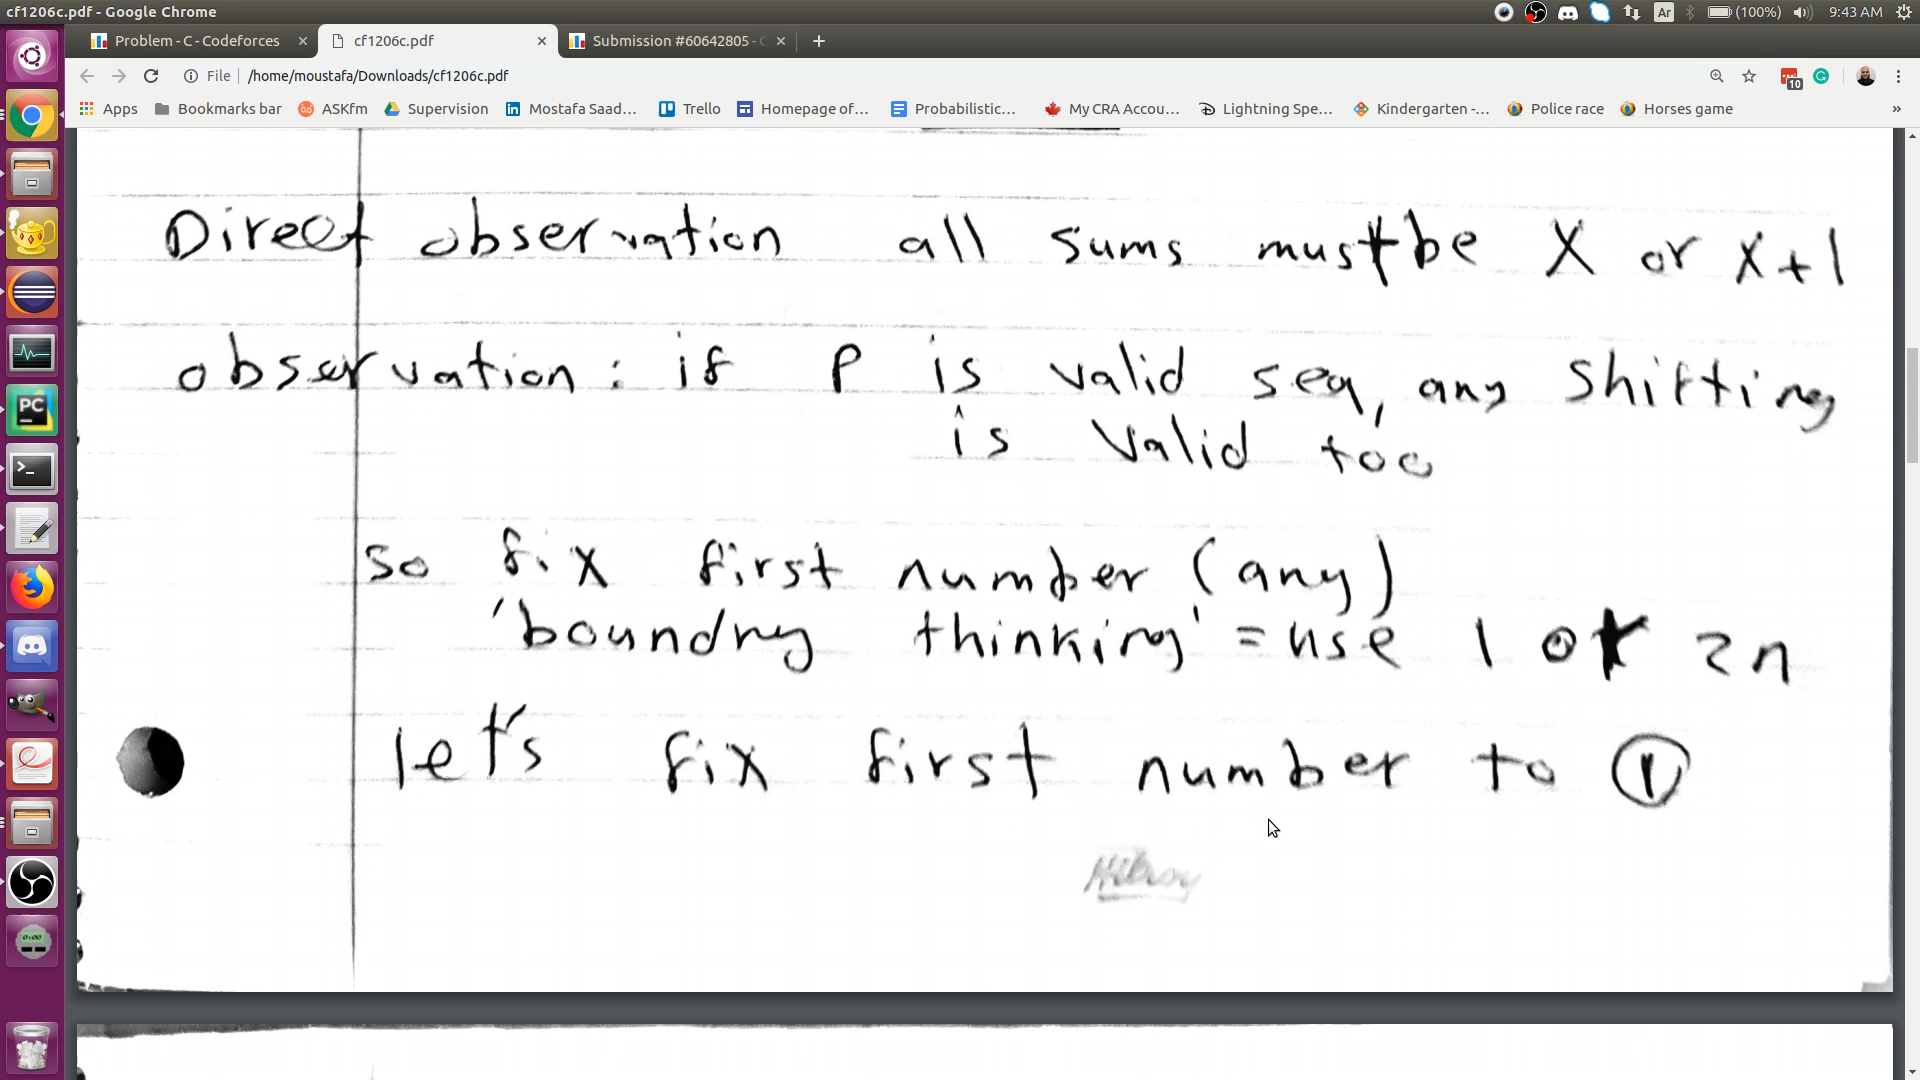 cf1206c.pdf - Google Chrome
Ar
(100%)
9:43 AM
Problem - C - Codeforces
cf1206c.pdf
Submission #60642805 - C
File /home/moustafa/Downloads/cf1206c.pdf
10
Apps
Bookmarks bar
ASKfm
Supervision
Mostafa Saad...
Trello
Homepage of...
Probabilistic...
My CRA Accou...
Lightning Spe...
Kindergarten -...
Police race
Horses game
»
Direct observation all sums must be X or X+1
observation: if P is valid seq, any shifting
is valid too
so fix first number (any)
'boundry thinking' = use 1 or 2n
let's fix first number to 1
Hilroy
PC